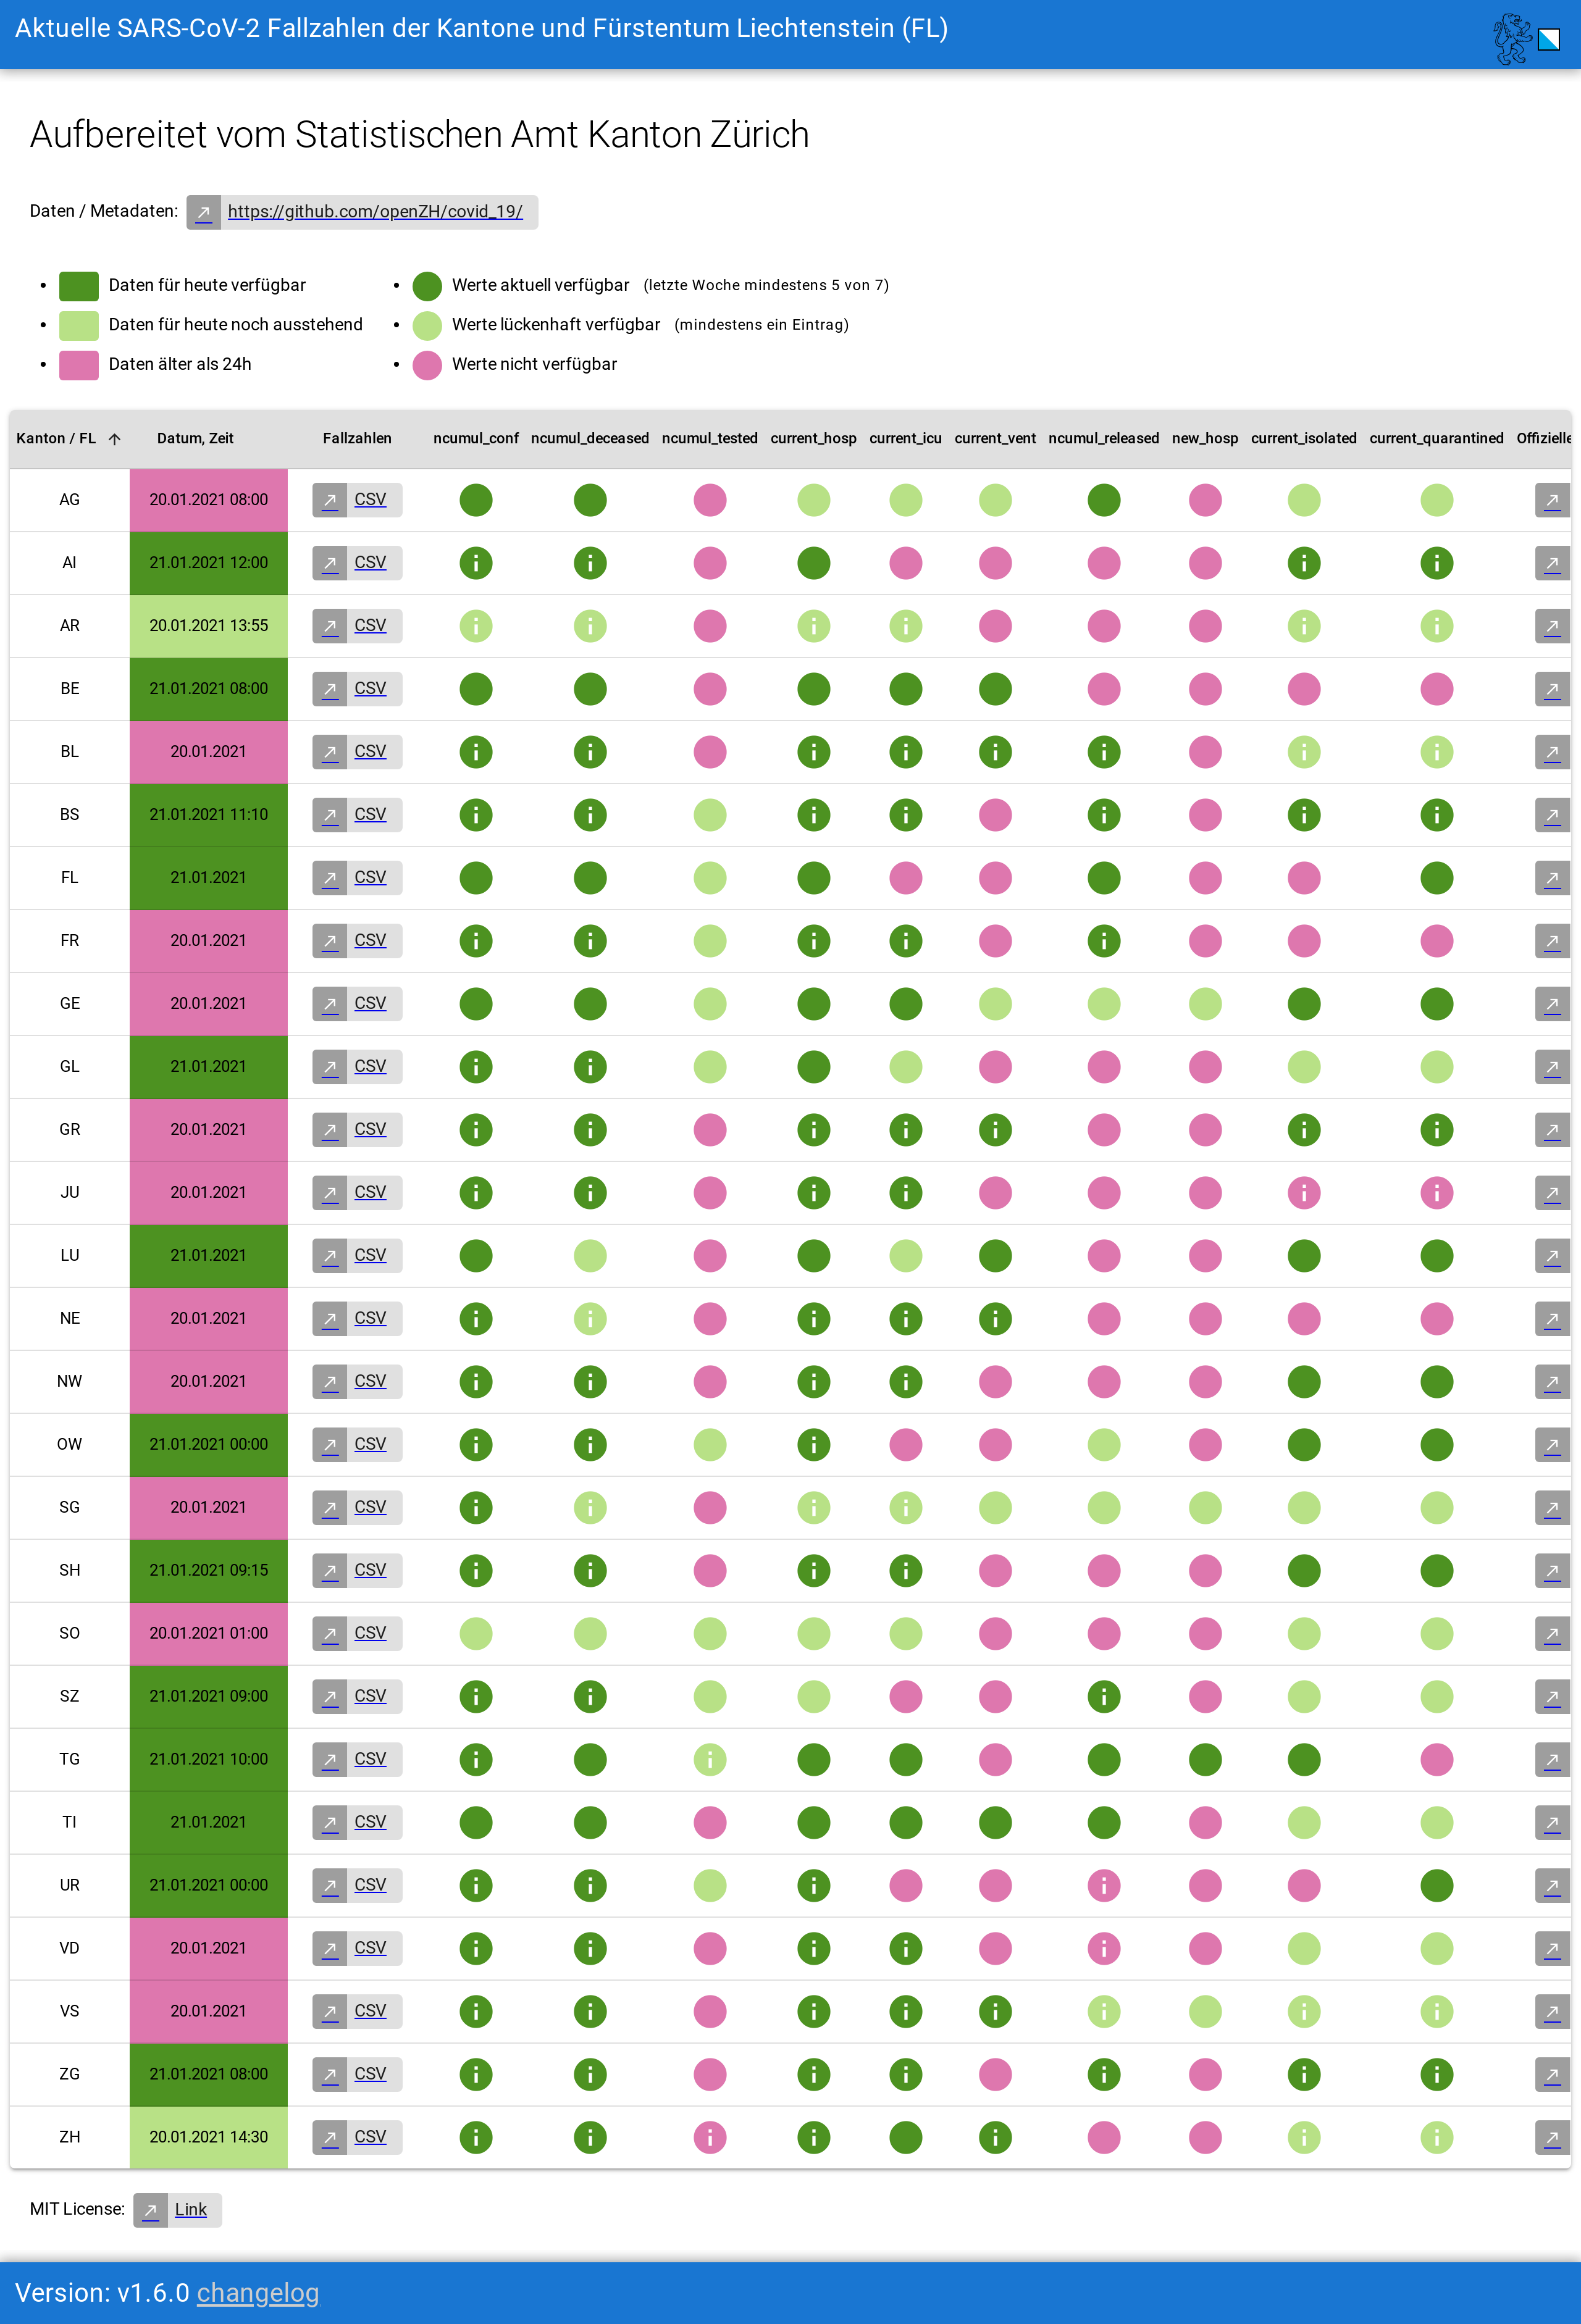 Aktuelle SARS-CoV-2 Fallzahlen der Kantone und Fürstentum Liechtenstein (FL)
Aufbereitet vom Statistischen Amt Kanton Zürich
Daten / Metadaten: https://github.com/openZH/covid_19/
Daten für heute verfügbar
Daten für heute noch ausstehend
Daten älter als 24h
Werte aktuell verfügbar (letzte Woche mindestens 5 von 7)
Werte lückenhaft verfügbar (mindestens ein Eintrag)
Werte nicht verfügbar
Kanton / FL Datum, Zeit Fallzahlen ncumul_conf ncumul_deceased ncumul_tested current_hosp current_icu current_vent ncumul_released new_hosp current_isolated current_quarantined Offizielle
AG 20.01.2021 08:00 CSV
AI 21.01.2021 12:00 CSV
AR 20.01.2021 13:55 CSV
BE 21.01.2021 08:00 CSV
BL 20.01.2021 CSV
BS 21.01.2021 11:10 CSV
FL 21.01.2021 CSV
FR 20.01.2021 CSV
GE 20.01.2021 CSV
GL 21.01.2021 CSV
GR 20.01.2021 CSV
JU 20.01.2021 CSV
LU 21.01.2021 CSV
NE 20.01.2021 CSV
NW 20.01.2021 CSV
OW 21.01.2021 00:00 CSV
SG 20.01.2021 CSV
SH 21.01.2021 09:15 CSV
SO 20.01.2021 01:00 CSV
SZ 21.01.2021 09:00 CSV
TG 21.01.2021 10:00 CSV
TI 21.01.2021 CSV
UR 21.01.2021 00:00 CSV
VD 20.01.2021 CSV
VS 20.01.2021 CSV
ZG 21.01.2021 08:00 CSV
ZH 20.01.2021 14:30 CSV
MIT License: Link
Version: v1.6.0 changelog